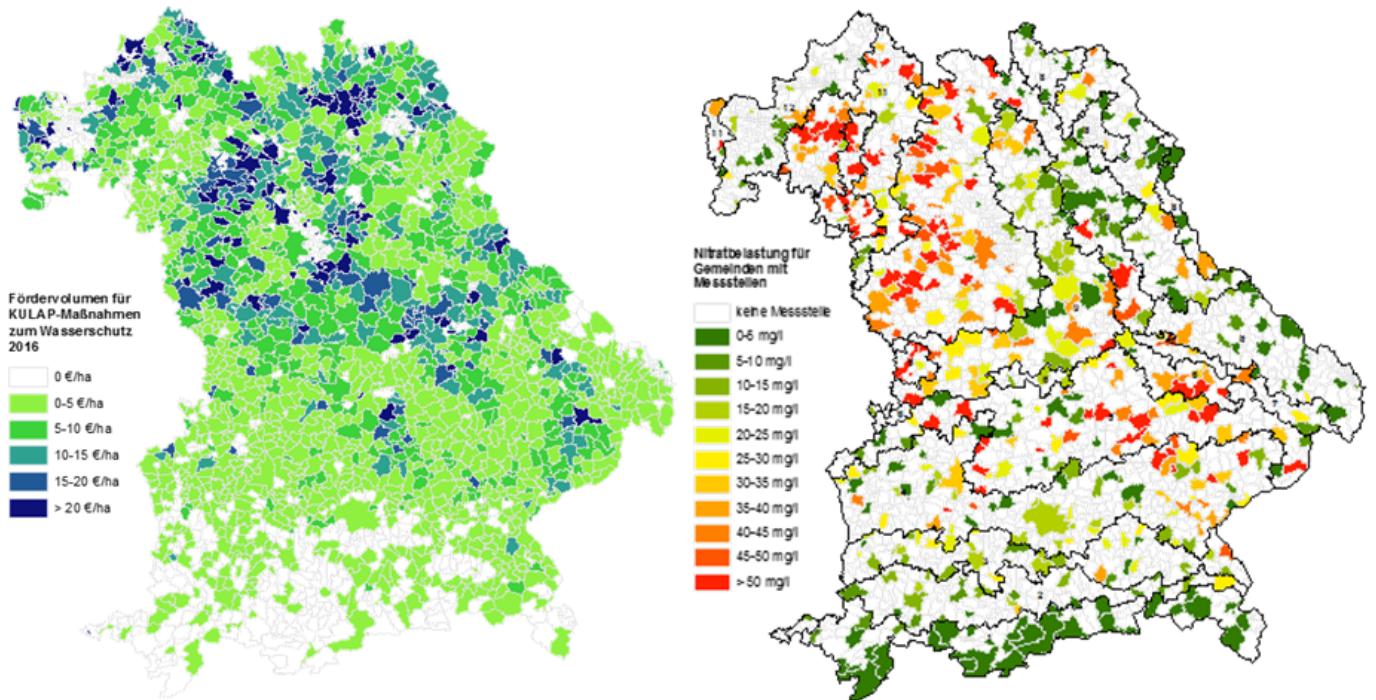 Fördervolumen für
KULAP-Maßnahmen
zum Wasserschutz
2016
0 €/ha
0-5 €/ha
5-10 €/ha
10-15 €/ha
15-20 €/ha
> 20 €/ha
Nitratbelastung für
Gemeinden mit
Messstellen
keine Messstelle
0-5 mg/l
5-10 mg/l
10-15 mg/l
15-20 mg/l
20-25 mg/l
25-30 mg/l
30-35 mg/l
35-40 mg/l
40-45 mg/l
45-50 mg/l
>50 mg/l